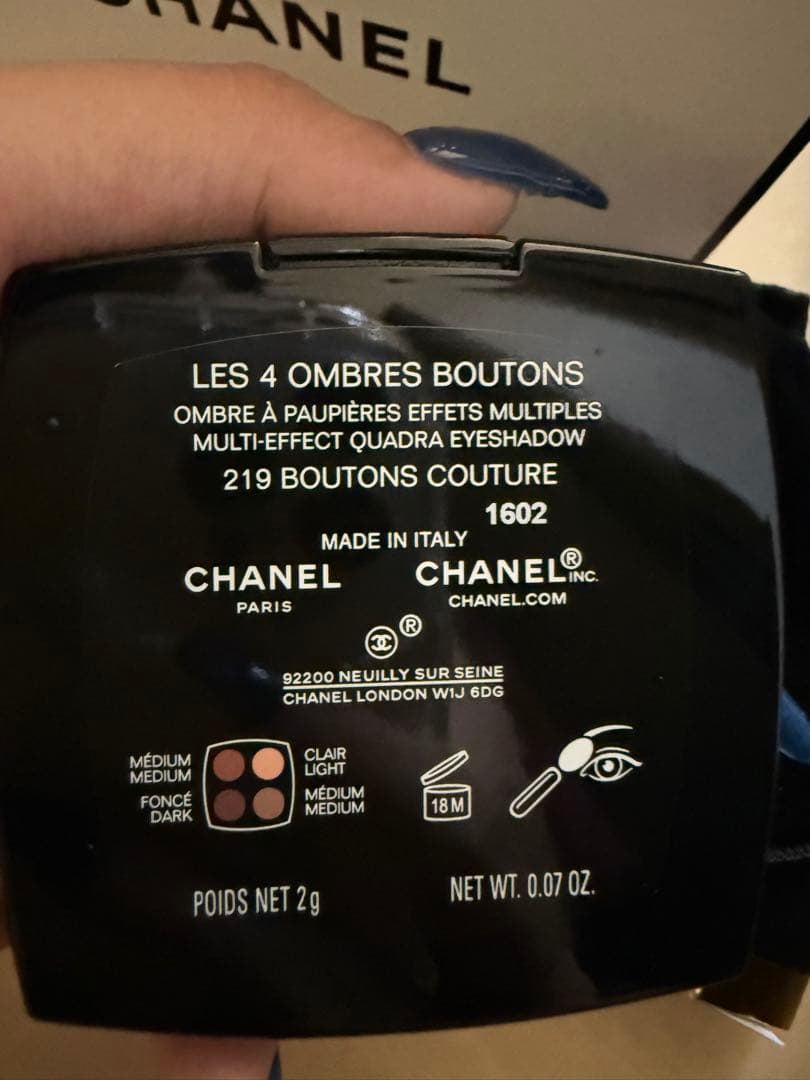 CHANEL
LES 4 OMBRES BOUTONS
OMBRE À PAUPIÈRES EFFETS MULTIPLES
MULTI-EFFECT QUADRA EYESHADOW
219 BOUTONS COUTURE
1602
MADE IN ITALY
CHANEL CHANEL® INC.
PARIS CHANEL.COM
®
92200 NEUILLY SUR SEINE
CHANEL LONDON W1J 6DG
MÉDIUM CLAIR
MEDIUM LIGHT
FONCÉ MÉDIUM
DARK MEDIUM
18 M
POIDS NET 2g NET WT. 0.07 OZ.